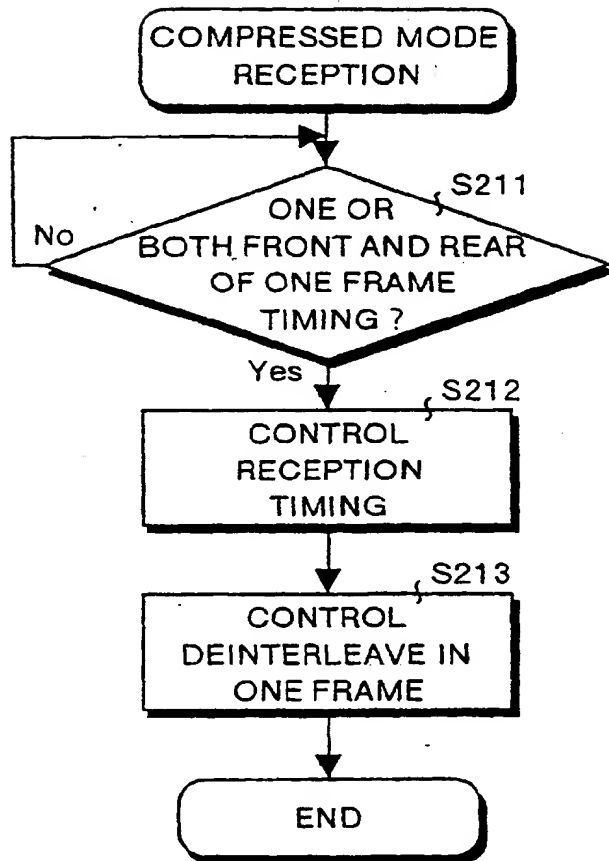 COMPRESSED MODE
RECEPTION
S211
ONE OR
BOTH FRONT AND REAR
OF ONE FRAME
TIMING ?
No
Yes
S212
CONTROL
RECEPTION
TIMING
S213
CONTROL
DEINTERLEAVE IN
ONE FRAME
END